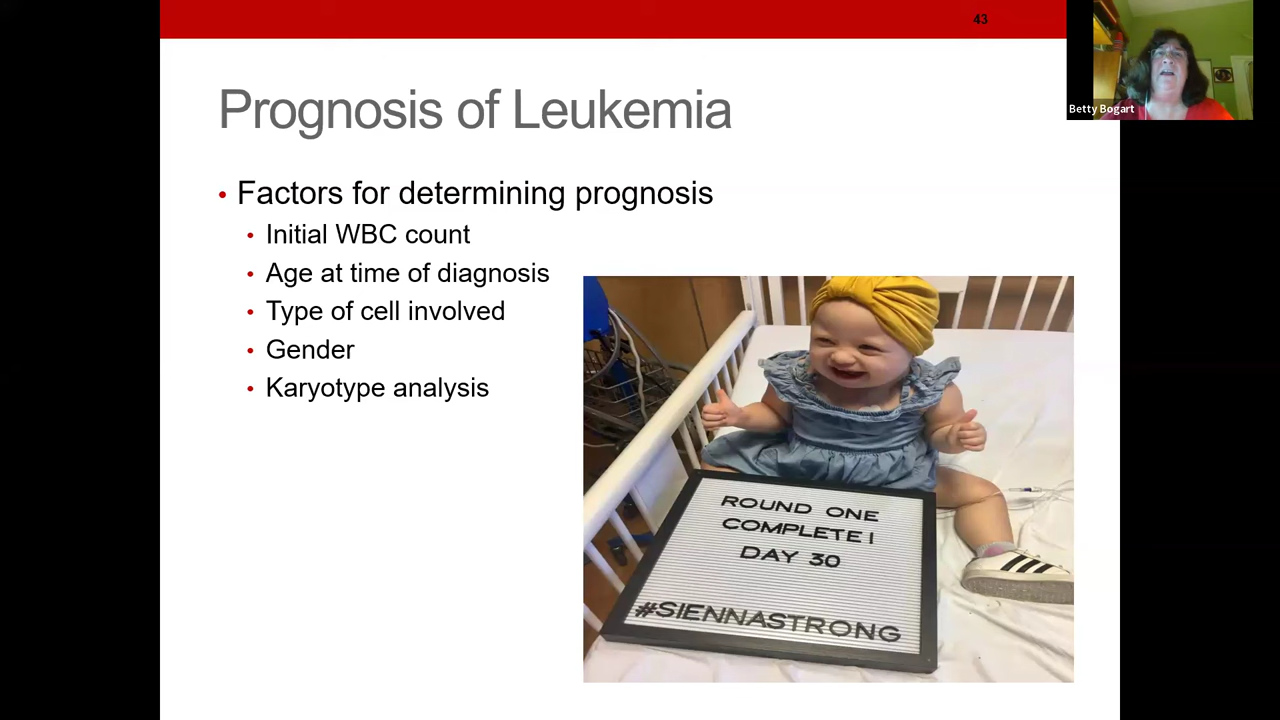 43
Betty Bogart
Prognosis of Leukemia
• Factors for determining prognosis
• Initial WBC count
• Age at time of diagnosis
• Type of cell involved
• Gender
• Karyotype analysis
ROUND ONE
COMPLETE!
DAY 30
#SIENNASTRONG